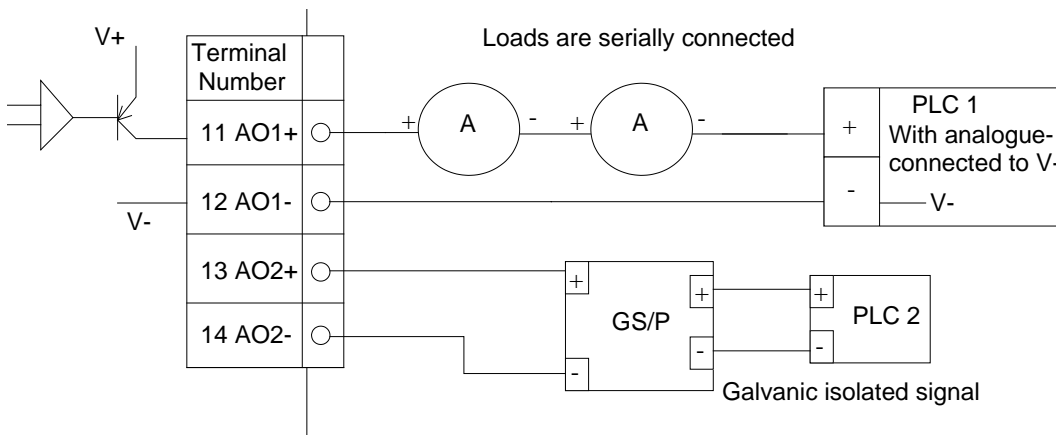 V+
Terminal
Number
Loads are serially connected
11 AO1+
+ A - + A -
+
PLC 1
With analogue-
connected to V-
12 AO1-
V-
-
V-
13 AO2+
+
+
+
GS/P
PLC 2
14 AO2-
-
-
-
Galvanic isolated signal